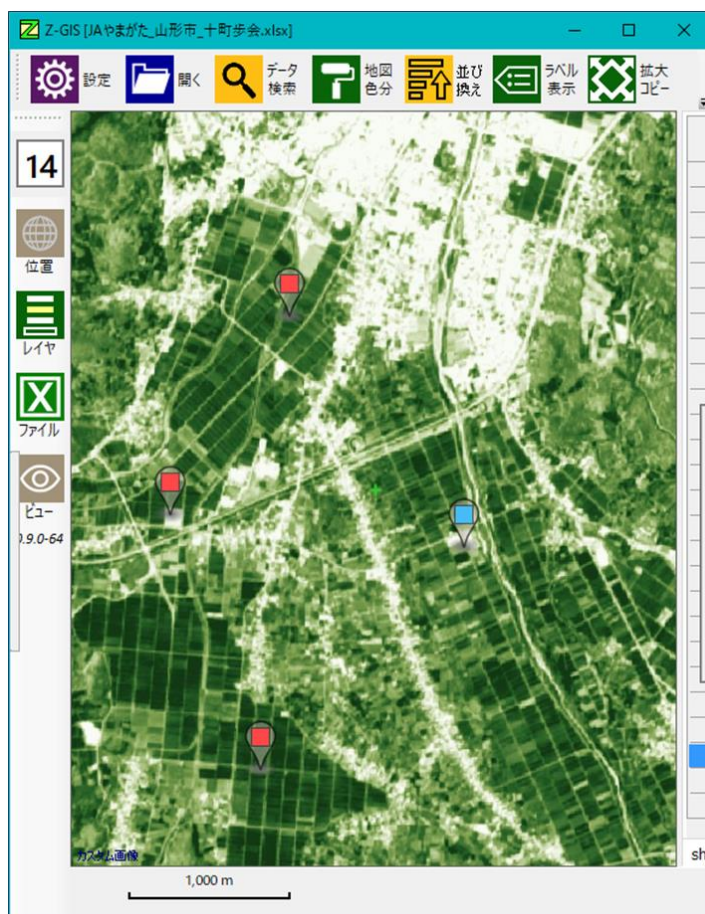 Z-GIS [JAやまがた_山形市_十町歩会.xlsx]
設定
開く
データ
検索
地図
色分
並び
換え
ラベル
表示
拡大
コピー
14
位置
レイヤ
ファイル
ビュー
0.9.0-64
カスタム画像
1,000 m
sh